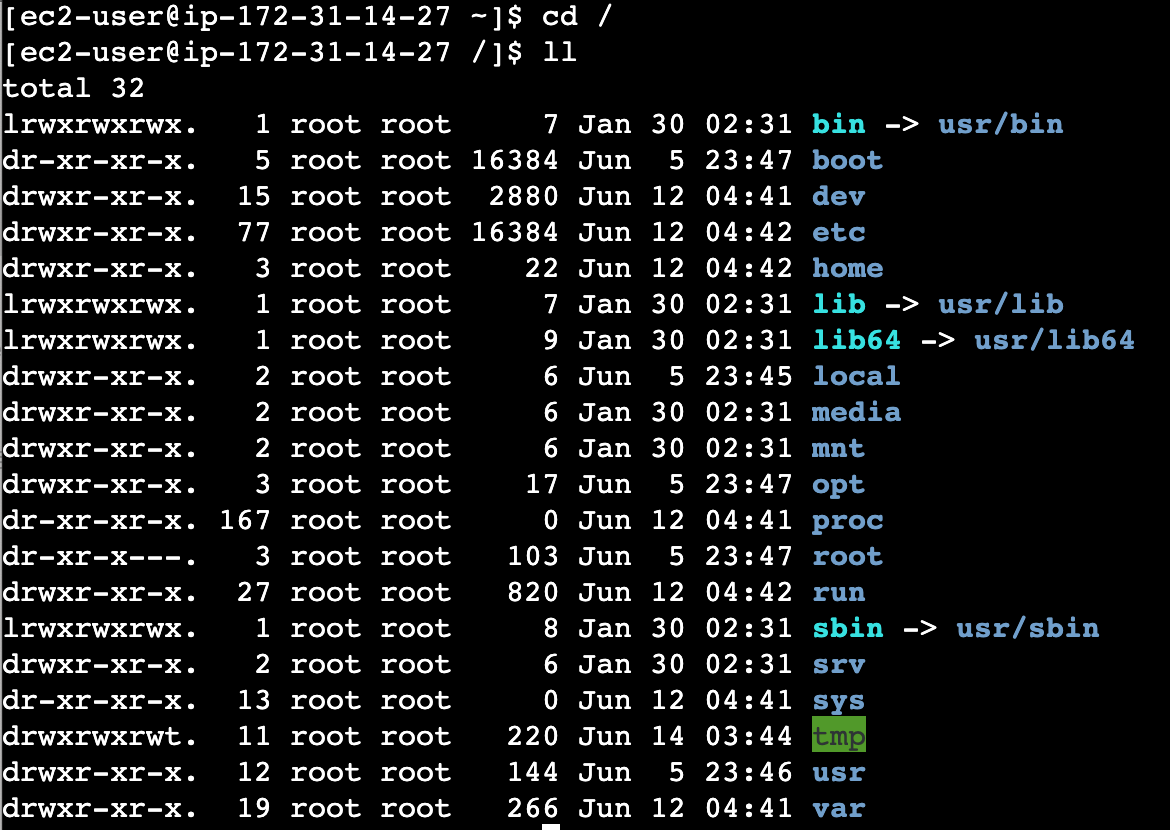 [ec2-user@ip-172-31-14-27 ~]$ cd /
[ec2-user@ip-172-31-14-27 /]$ ll
total 32
lrwxrwxrwx.   1 root root     7 Jan 30 02:31 bin -> usr/bin
dr-xr-xr-x.   5 root root 16384 Jun  5 23:47 boot
drwxr-xr-x.  15 root root  2880 Jun 12 04:41 dev
drwxr-xr-x.  77 root root 16384 Jun 12 04:42 etc
drwxr-xr-x.   3 root root    22 Jun 12 04:42 home
lrwxrwxrwx.   1 root root     7 Jan 30 02:31 lib -> usr/lib
lrwxrwxrwx.   1 root root     9 Jan 30 02:31 lib64 -> usr/lib64
drwxr-xr-x.   2 root root     6 Jun  5 23:45 local
drwxr-xr-x.   2 root root     6 Jan 30 02:31 media
drwxr-xr-x.   2 root root     6 Jan 30 02:31 mnt
drwxr-xr-x.   3 root root    17 Jun  5 23:47 opt
dr-xr-xr-x. 167 root root     0 Jun 12 04:41 proc
dr-xr-x---.   3 root root   103 Jun  5 23:47 root
drwxr-xr-x.  27 root root   820 Jun 12 04:42 run
lrwxrwxrwx.   1 root root     8 Jan 30 02:31 sbin -> usr/sbin
drwxr-xr-x.   2 root root     6 Jan 30 02:31 srv
dr-xr-xr-x.  13 root root     0 Jun 12 04:41 sys
drwxrwxrwt.  11 root root   220 Jun 14 03:44 tmp
drwxr-xr-x.  12 root root   144 Jun  5 23:46 usr
drwxr-xr-x.  19 root root   266 Jun 12 04:41 var